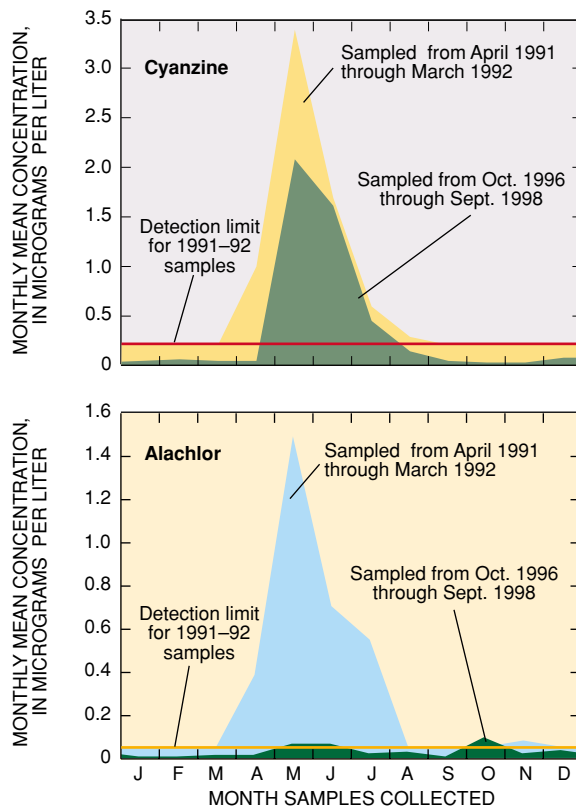 MONTHLY MEAN CONCENTRATION,
IN MICROGRAMS PER LITER
3.5
3.0
2.5
2.0
1.5
1.0
0.5
0
Cyanzine
Sampled from April 1991
through March 1992
Sampled from Oct. 1996
through Sept. 1998
Detection limit
for 1991–92
samples
MONTHLY MEAN CONCENTRATION,
IN MICROGRAMS PER LITER
1.6
1.4
1.2
1.0
0.8
0.6
0.4
0.2
0
Alachlor
Sampled from April 1991
through March 1992
Sampled from Oct. 1996
through Sept. 1998
Detection limit
for 1991–92
samples
J F M A M J J A S O N D
MONTH SAMPLES COLLECTED